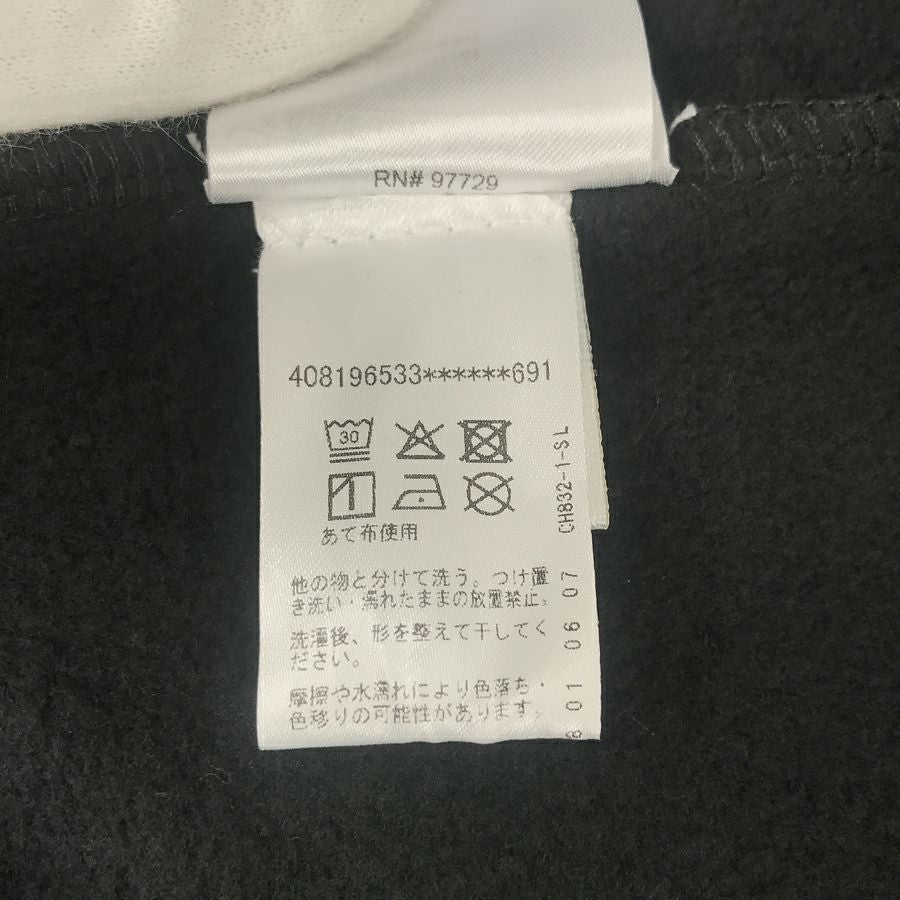 RN# 97729
408196533******691
30
あて布使用
他の物と分けて洗う。つけ置
き洗い・濡れたままの放置禁止。
洗濯後、形を整えて干してく
ださい。
摩擦や水濡れにより色落ち・
色移りの可能性があります。
CH832-1-SL
8 01 06 07